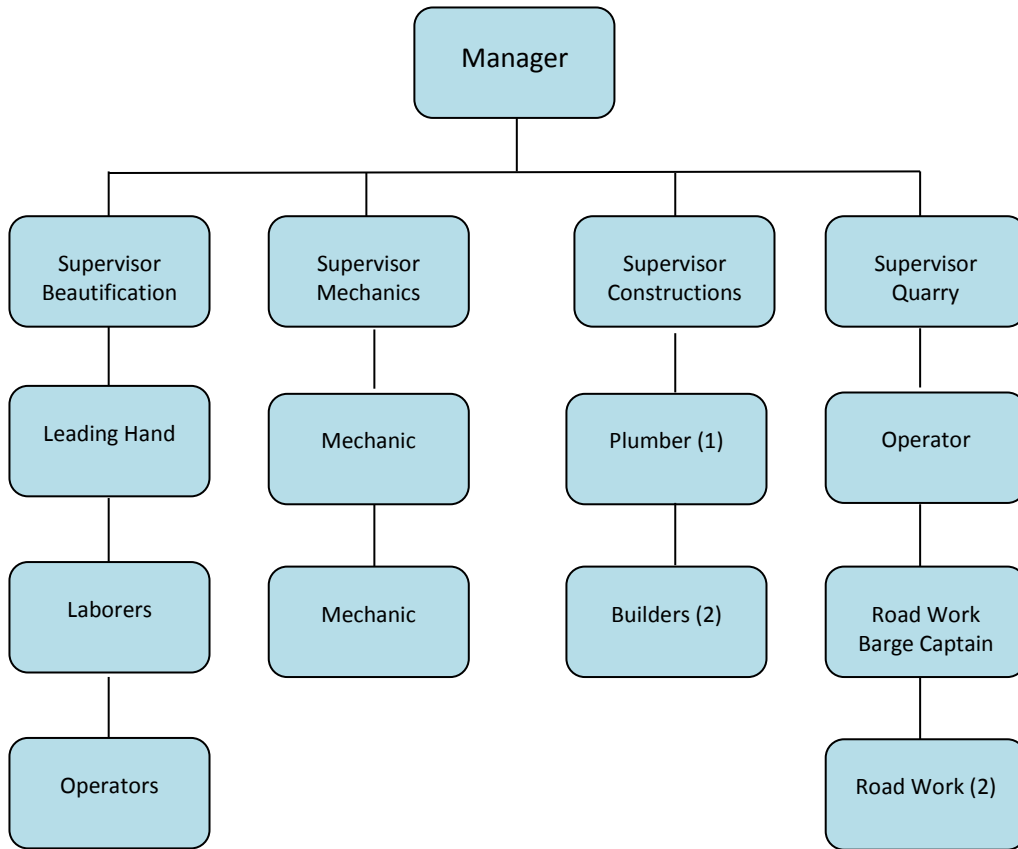 Manager
Supervisor
Beautification
Supervisor
Mechanics
Supervisor
Constructions
Supervisor
Quarry
Leading Hand
Mechanic
Plumber (1)
Operator
Laborers
Mechanic
Builders (2)
Road Work
Barge Captain
Operators
Road Work (2)